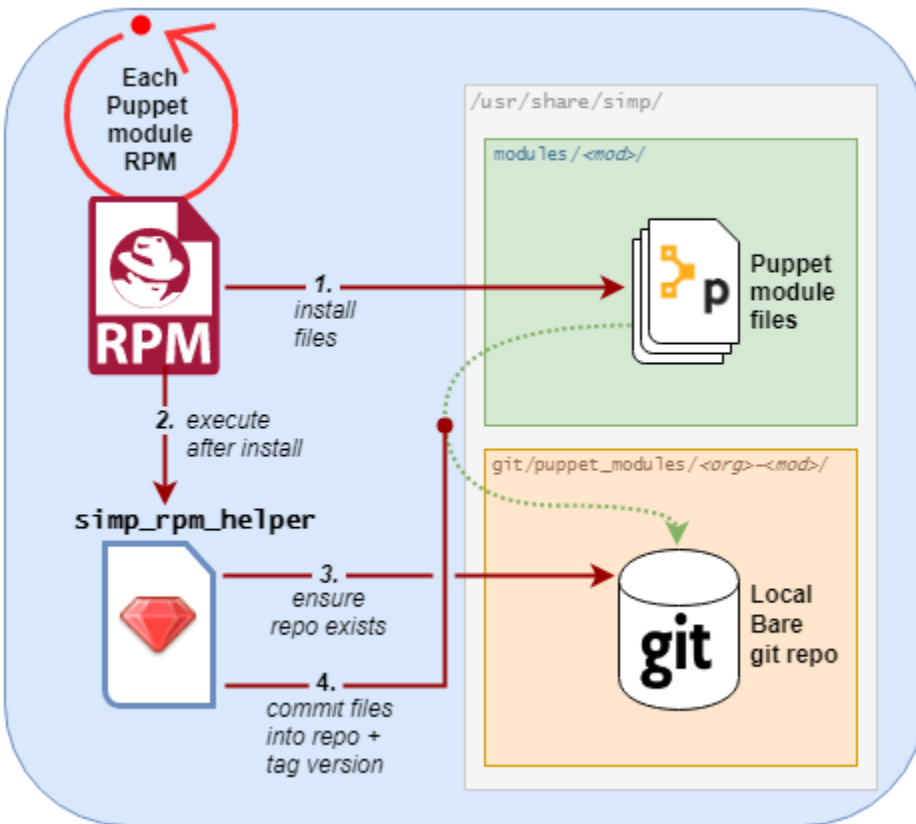 Each
Puppet
module
RPM
/usr/share/simp/
modules/<mod>/
RPM
1.
install
files
p
Puppet
module
files
2. execute
after install
git/puppet_modules/<org>-<mod>/
simp_rpm_helper
3.
ensure
repo exists
git
Local
Bare
git repo
4.
commit files
into repo +
tag version